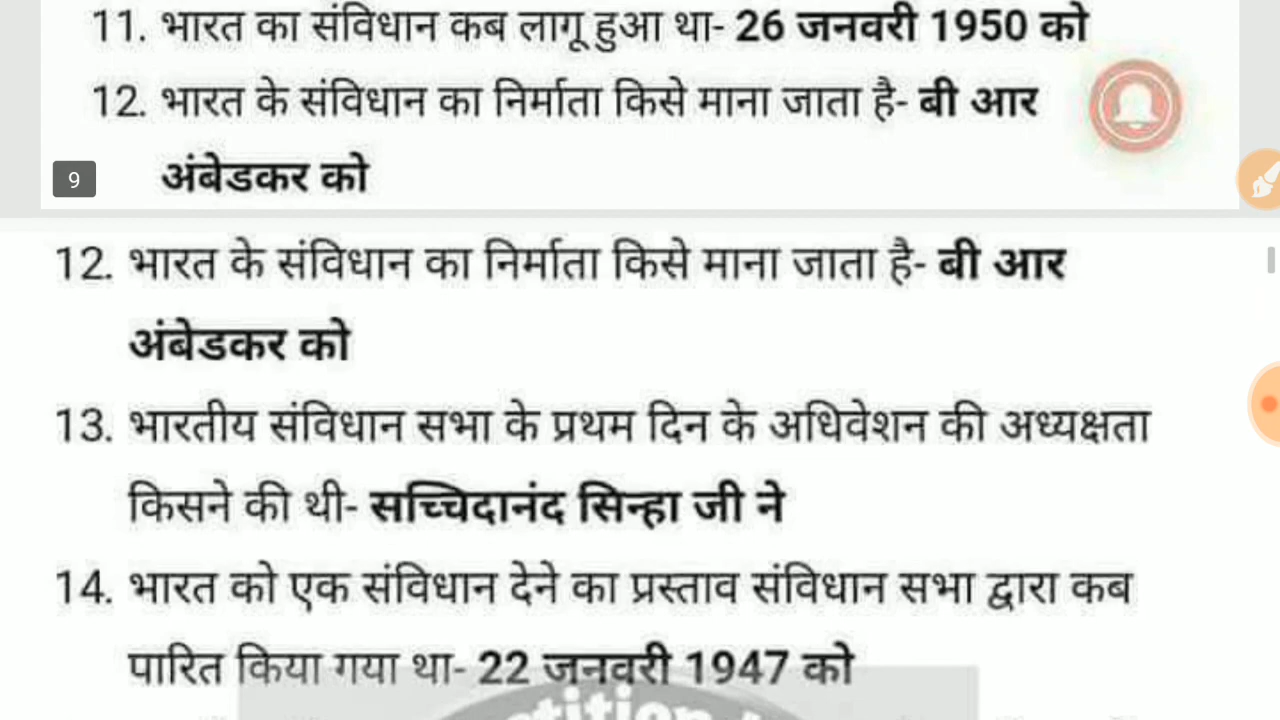 11. भारत का संविधान कब लागू हुआ था- 26 जनवरी 1950 को
12. भारत के संविधान का निर्माता किसे माना जाता है- बी आर
अंबेडकर को
9
12. भारत के संविधान का निर्माता किसे माना जाता है- बी आर
अंबेडकर को
13. भारतीय संविधान सभा के प्रथम दिन के अधिवेशन की अध्यक्षता
किसने की थी- सच्चिदानंद सिन्हा जी ने
14. भारत को एक संविधान देने का प्रस्ताव संविधान सभा द्वारा कब
पारित किया गया था- 22 जनवरी 1947 को